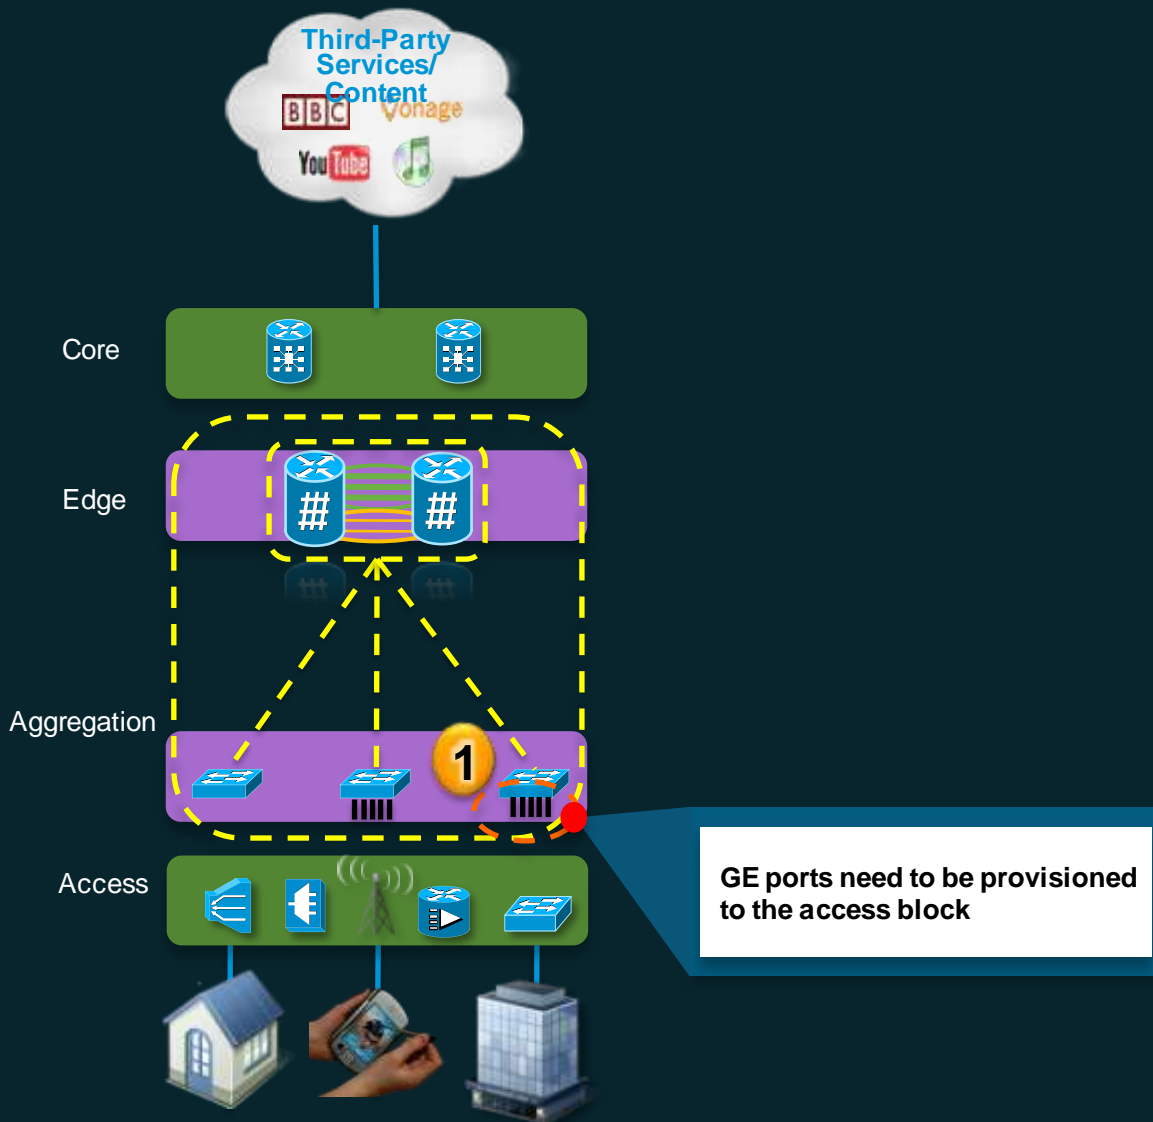 Third-Party
Services/
Content
BBC
Vonage
YouTube
Core
Edge
Aggregation
1
Access
GE ports need to be provisioned
to the access block